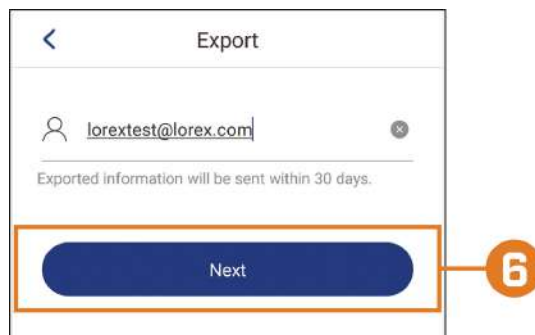 Export
lorextest@lorex.com
Exported information will be sent within 30 days.
Next
6